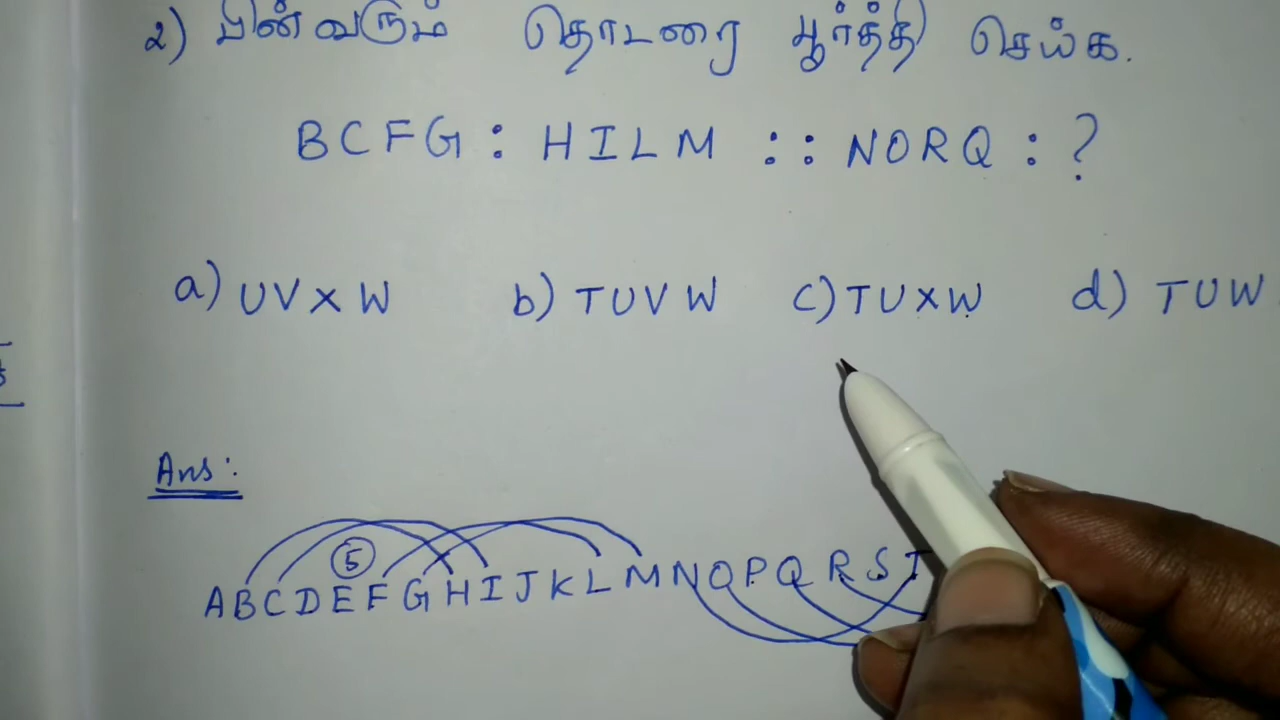 2) பின்வரும் தொடரை பூர்த்தி செய்க.
BCFG : HILM :: NORQ : ?
a) UVXW b) TUVW c) TUXW d) TUW
Ans :
5
ABCDEFGHIJKLMNOPQRST